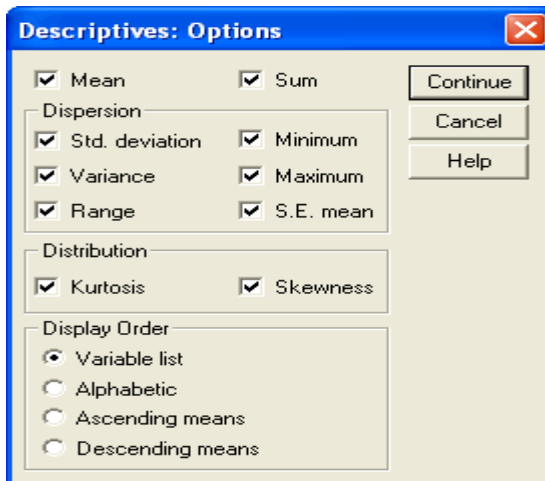 Descriptives: Options
Mean Sum
Continue
Dispersion
Cancel
Std. deviation Minimum
Help
Variance Maximum
Range S.E. mean
Distribution
Kurtosis Skewness
Display Order
Variable list
Alphabetic
Ascending means
Descending means